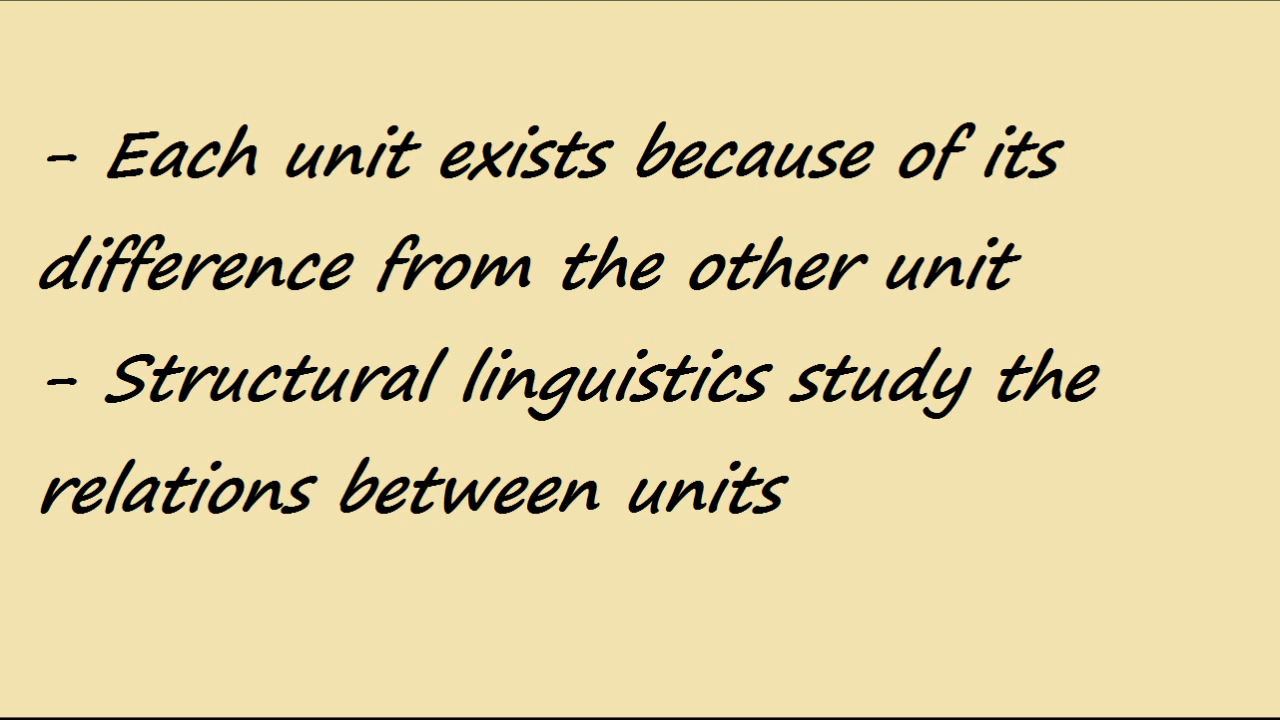 - Each unit exists because of its
difference from the other unit
- Structural linguistics study the
relations between units